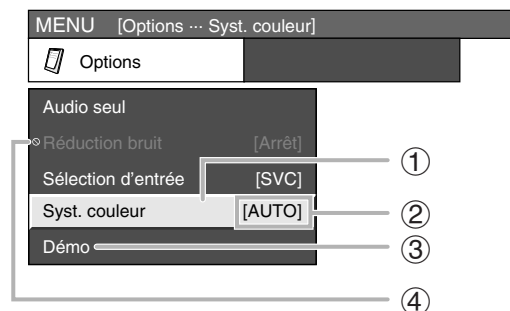 MENU [Options ··· Syst. couleur]
Options
Audio seul
Réduction bruit [Arrêt]
Sélection d'entrée [SVC]
Syst. couleur [AUTO]
Démo
①
②
③
④